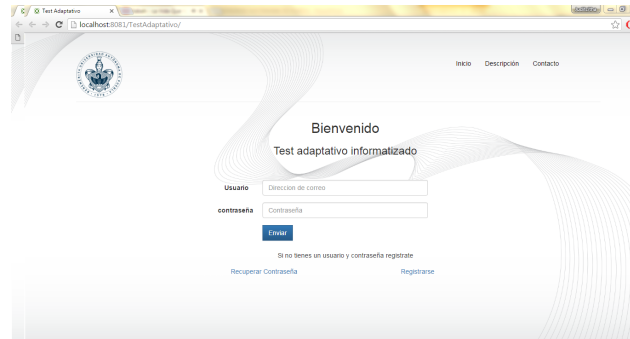 Test Adaptativo
localhost:8081/TestAdaptativo/
Inicio Descripción Contacto
Bienvenido
Test adaptativo informatizado
Usuario Direccion de correo
contraseña Contraseña
Enviar
Si no tienes un usuario y contraseña registrate
Recuperar Contraseña Registrarse